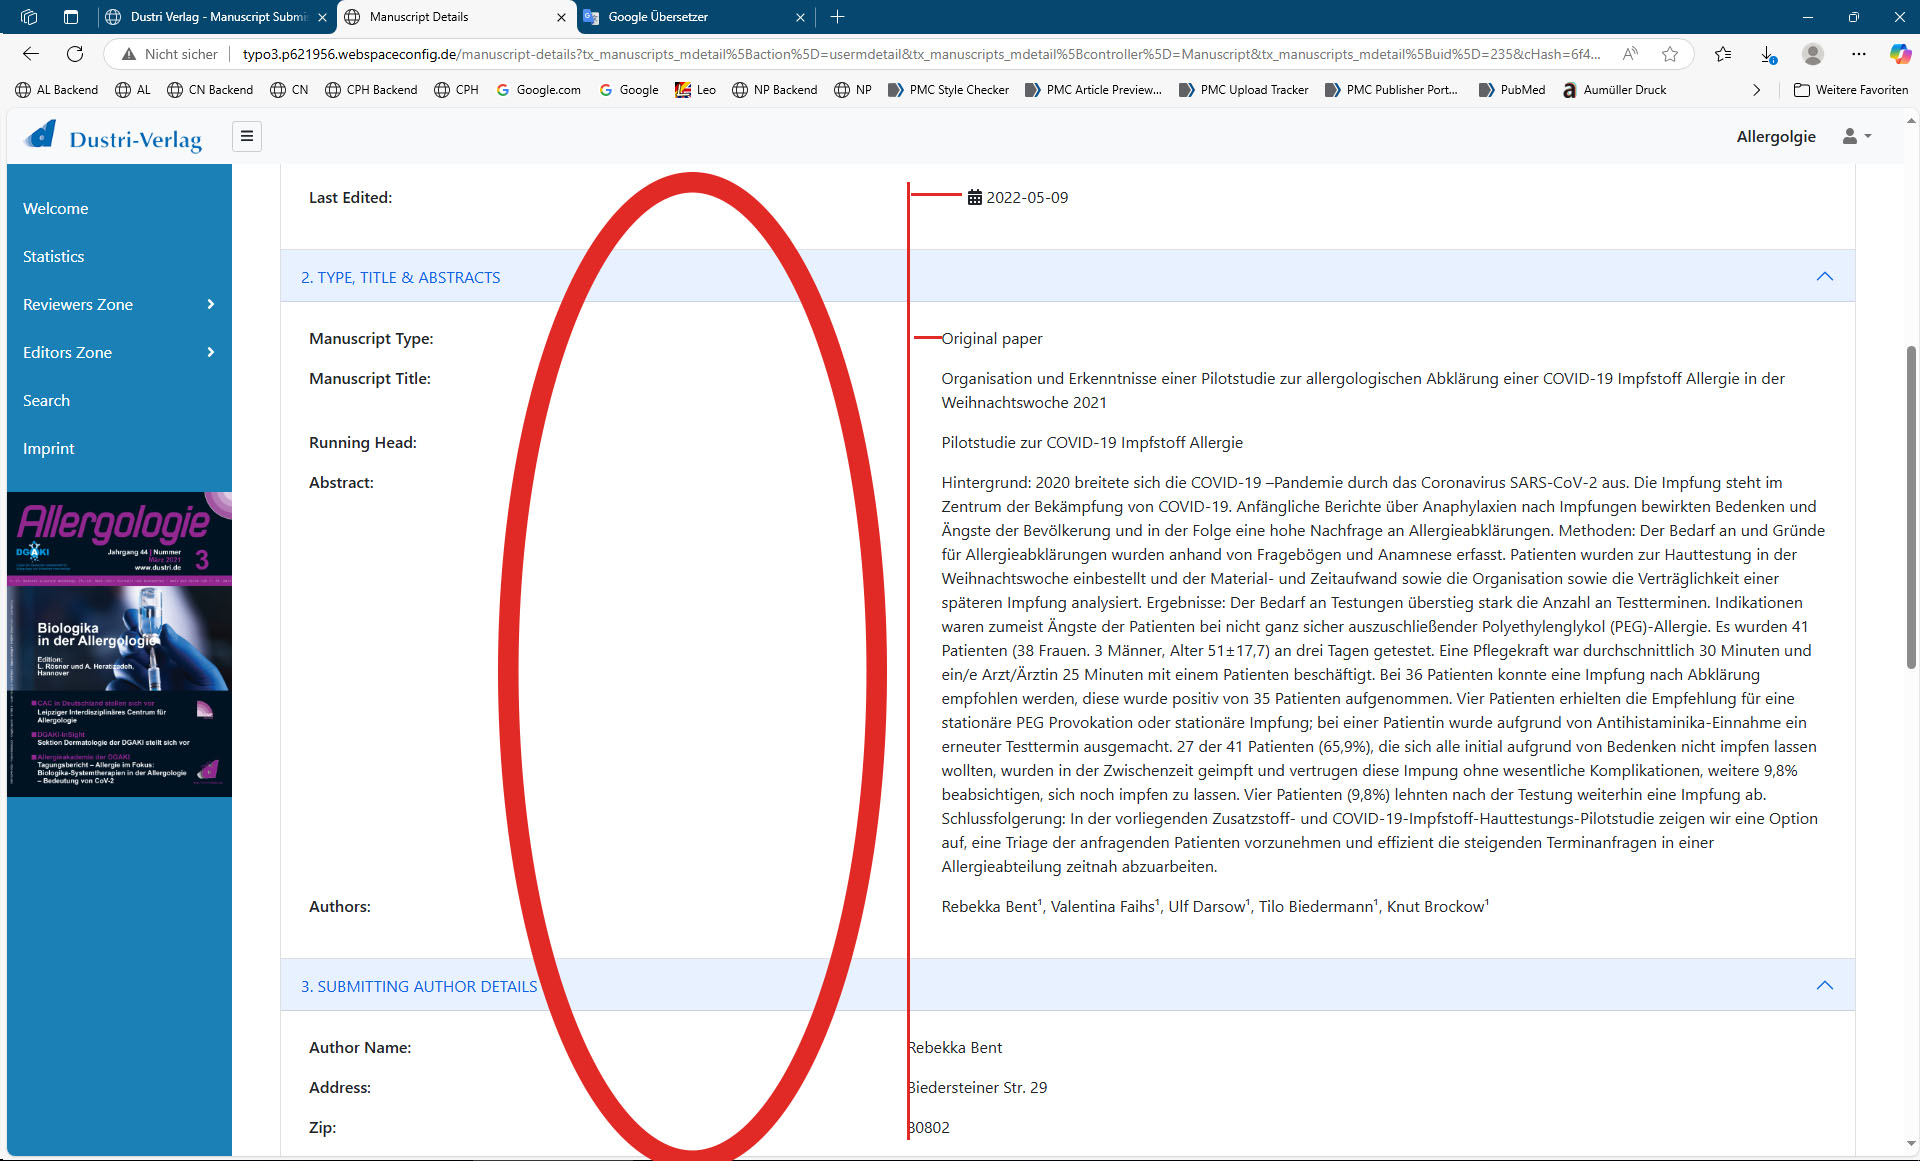 Dustri Verlag - Manuscript Submi
Manuscript Details
Google Übersetzer
Nicht sicher
typo3.p621956.webspaceconfig.de/manuscript-details?tx_manuscripts_mdetail%5Baction%5D=usermdetail&tx_manuscripts_mdetail%5Bcontroller%5D=Manuscript&tx_manuscripts_mdetail%5Buid%5D=235&cHash=6f4...
AL Backend
AL
CN Backend
CN
CPH Backend
CPH
Google.com
Google
Leo
NP Backend
NP
PMC Style Checker
PMC Article Preview...
PMC Upload Tracker
PMC Publisher Port...
PubMed
Aumüller Druck
Weitere Favoriten
Dustri-Verlag
Allergolgie
Welcome
Statistics
Reviewers Zone
Editors Zone
Search
Imprint
Allergologie
DGAKI
Jahrgang 44 | Nummer
März 2021
www.dustri.de
3
Biologika
in der Allergologie
Edition:
L. Rösner und A. Heratizadeh,
Hannover
CAC in Deutschland stellen sich vor
Leipziger Interdisziplinäres Centrum für
Allergologie
DGAKI-InSight
Sektion Dermatologie der DGAKI stellt sich vor
Allergieakademie der DGAKI
Tagungsbericht – Allergie im Fokus:
Biologika-Systemtherapien in der Allergologie
– Bedeutung von CoV-2
Last Edited:
2022-05-09
2. TYPE, TITLE & ABSTRACTS
Manuscript Type:
Original paper
Manuscript Title:
Organisation und Erkenntnisse einer Pilotstudie zur allergologischen Abklärung einer COVID-19 Impfstoff Allergie in der
Weihnachtswoche 2021
Running Head:
Pilotstudie zur COVID-19 Impfstoff Allergie
Abstract:
Hintergrund: 2020 breitete sich die COVID-19 –Pandemie durch das Coronavirus SARS-CoV-2 aus. Die Impfung steht im
Zentrum der Bekämpfung von COVID-19. Anfängliche Berichte über Anaphylaxien nach Impfungen bewirkten Bedenken und
Ängste der Bevölkerung und in der Folge eine hohe Nachfrage an Allergieabklärungen. Methoden: Der Bedarf an und Gründe
für Allergieabklärungen wurden anhand von Fragebögen und Anamnese erfasst. Patienten wurden zur Hauttestung in der
Weihnachtswoche einbestellt und der Material- und Zeitaufwand sowie die Organisation sowie die Verträglichkeit einer
späteren Impfung analysiert. Ergebnisse: Der Bedarf an Testungen überstieg stark die Anzahl an Testterminen. Indikationen
waren zumeist Ängste der Patienten bei nicht ganz sicher auszuschließender Polyethylenglykol (PEG)-Allergie. Es wurden 41
Patienten (38 Frauen. 3 Männer, Alter 51±17,7) an drei Tagen getestet. Eine Pflegekraft war durchschnittlich 30 Minuten und
ein/e Arzt/Ärztin 25 Minuten mit einem Patienten beschäftigt. Bei 36 Patienten konnte eine Impfung nach Abklärung
empfohlen werden, diese wurde positiv von 35 Patienten aufgenommen. Vier Patienten erhielten die Empfehlung für eine
stationäre PEG Provokation oder stationäre Impfung; bei einer Patientin wurde aufgrund von Antihistaminika-Einnahme ein
erneuter Testtermin ausgemacht. 27 der 41 Patienten (65,9%), die sich alle initial aufgrund von Bedenken nicht impfen lassen
wollten, wurden in der Zwischenzeit geimpft und vertrugen diese Impung ohne wesentliche Komplikationen, weitere 9,8%
beabsichtigen, sich noch impfen zu lassen. Vier Patienten (9,8%) lehnten nach der Testung weiterhin eine Impfung ab.
Schlussfolgerung: In der vorliegenden Zusatzstoff- und COVID-19-Impfstoff-Hauttestungs-Pilotstudie zeigen wir eine Option
auf, eine Triage der anfragenden Patienten vorzunehmen und effizient die steigenden Terminanfragen in einer
Allergieabteilung zeitnah abzuarbeiten.
Authors:
Rebekka Bent¹, Valentina Faihs¹, Ulf Darsow¹, Tilo Biedermann¹, Knut Brockow¹
3. SUBMITTING AUTHOR DETAILS
Author Name:
Rebekka Bent
Address:
Biedersteiner Str. 29
Zip:
80802